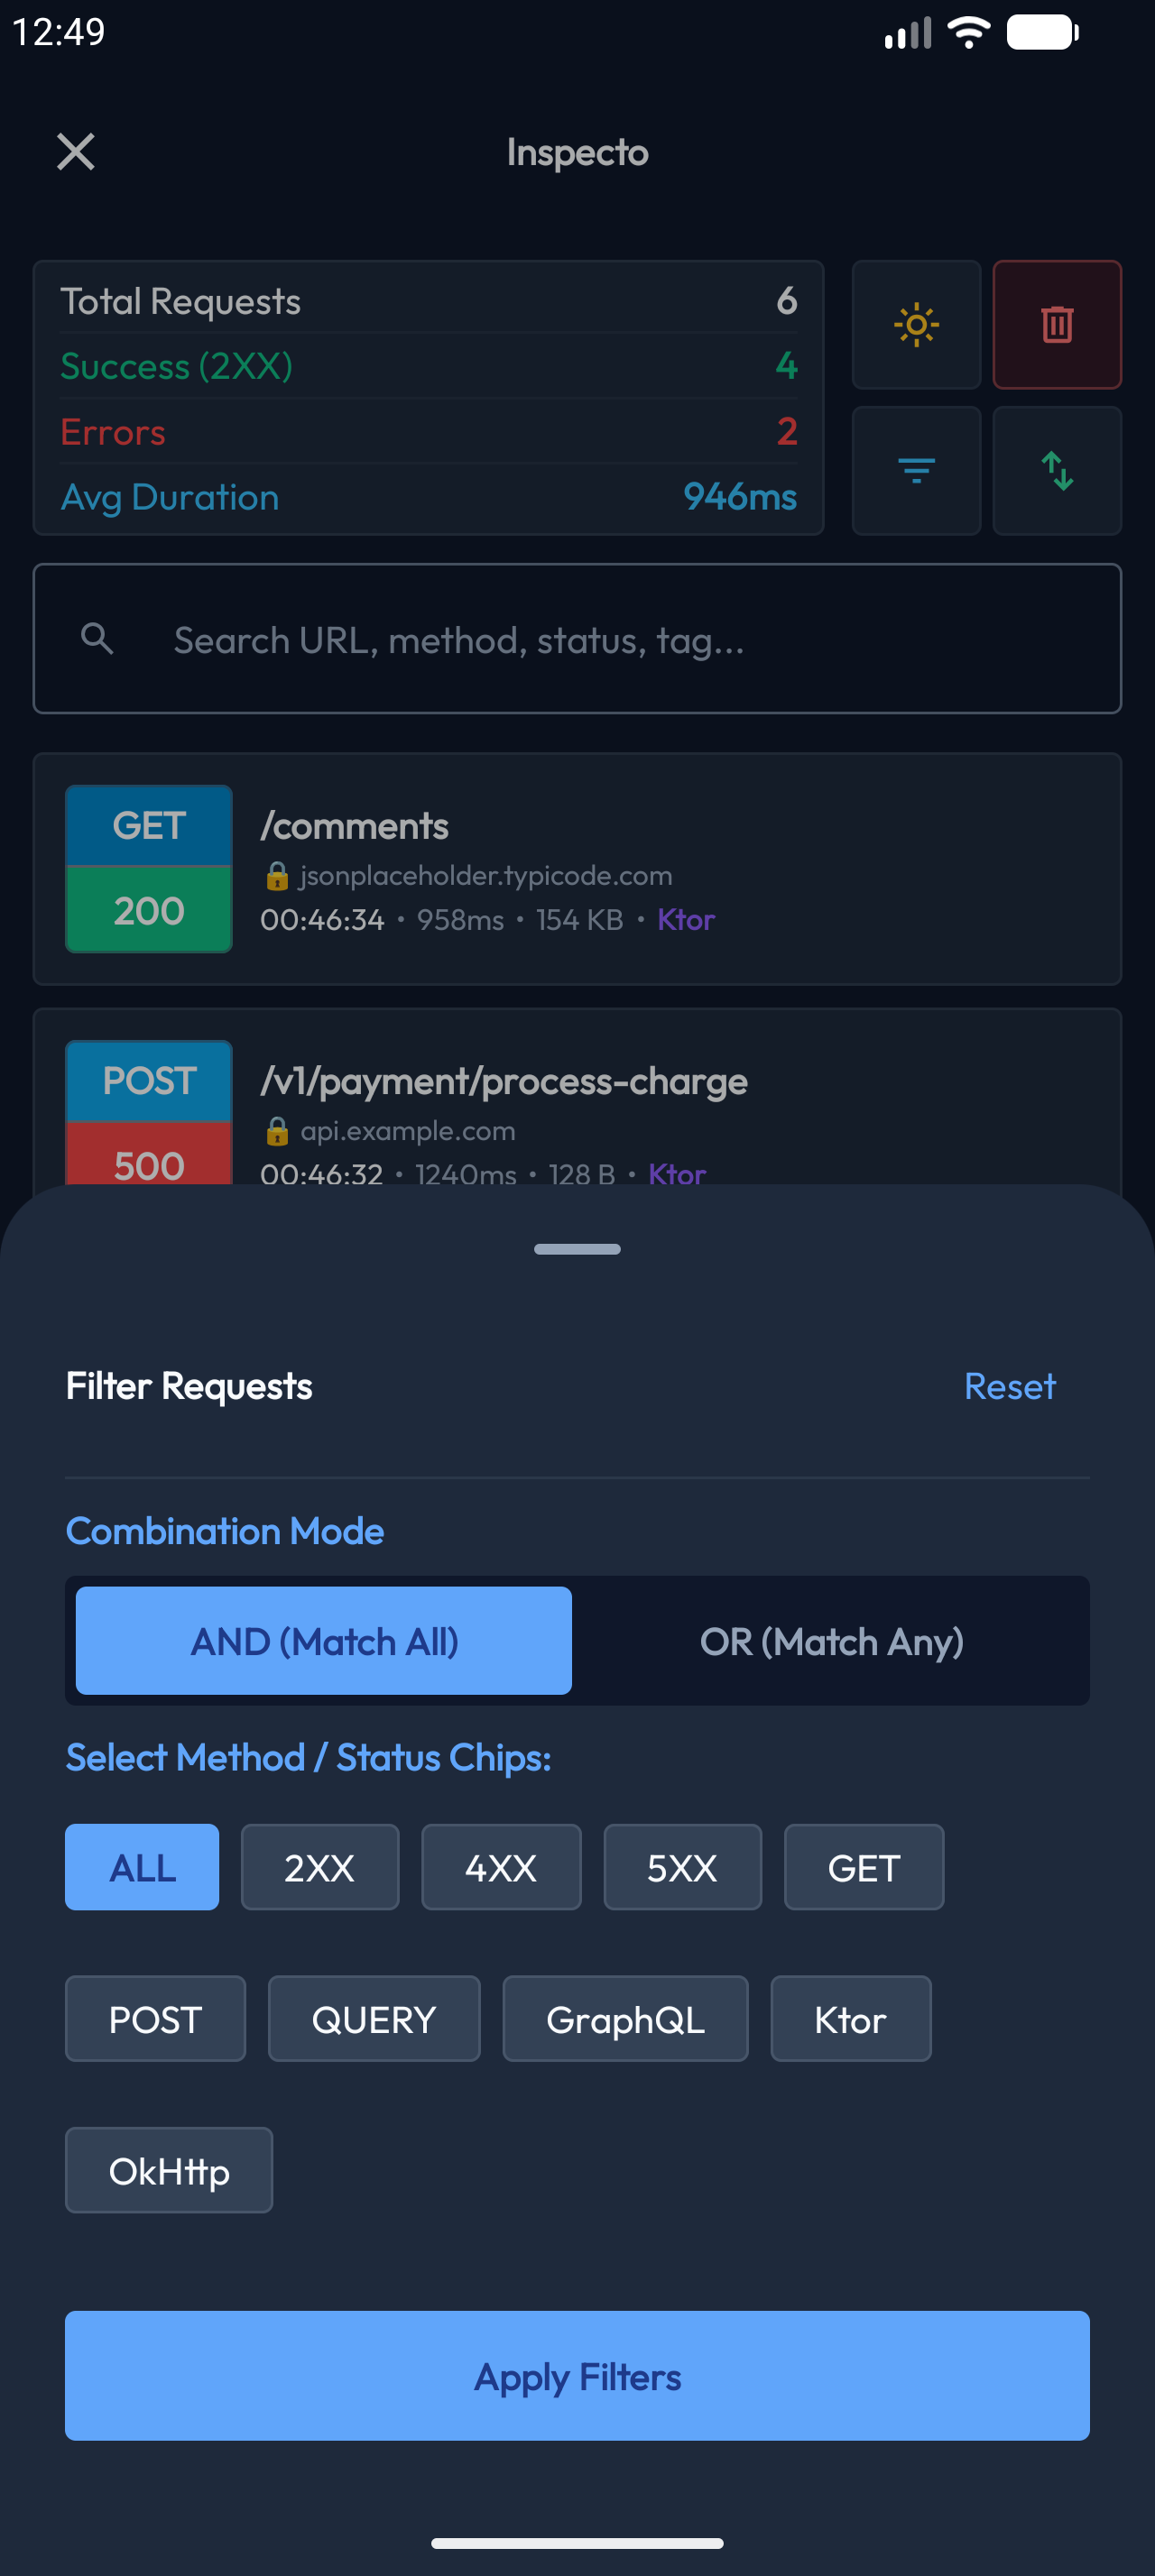 12:49
Inspecto
Total Requests 6
Success (2XX) 4
Errors 2
Avg Duration 946ms
Search URL, method, status, tag...
GET
200
/comments
jsonplaceholder.typicode.com
00:46:34 • 958ms • 154 KB • Ktor
POST
500
/v1/payment/process-charge
api.example.com
00:46:32 • 1240ms • 128 B • Ktor
Filter Requests Reset
Combination Mode
AND (Match All) OR (Match Any)
Select Method / Status Chips:
ALL 2XX 4XX 5XX GET
POST QUERY GraphQL Ktor
OkHttp
Apply Filters